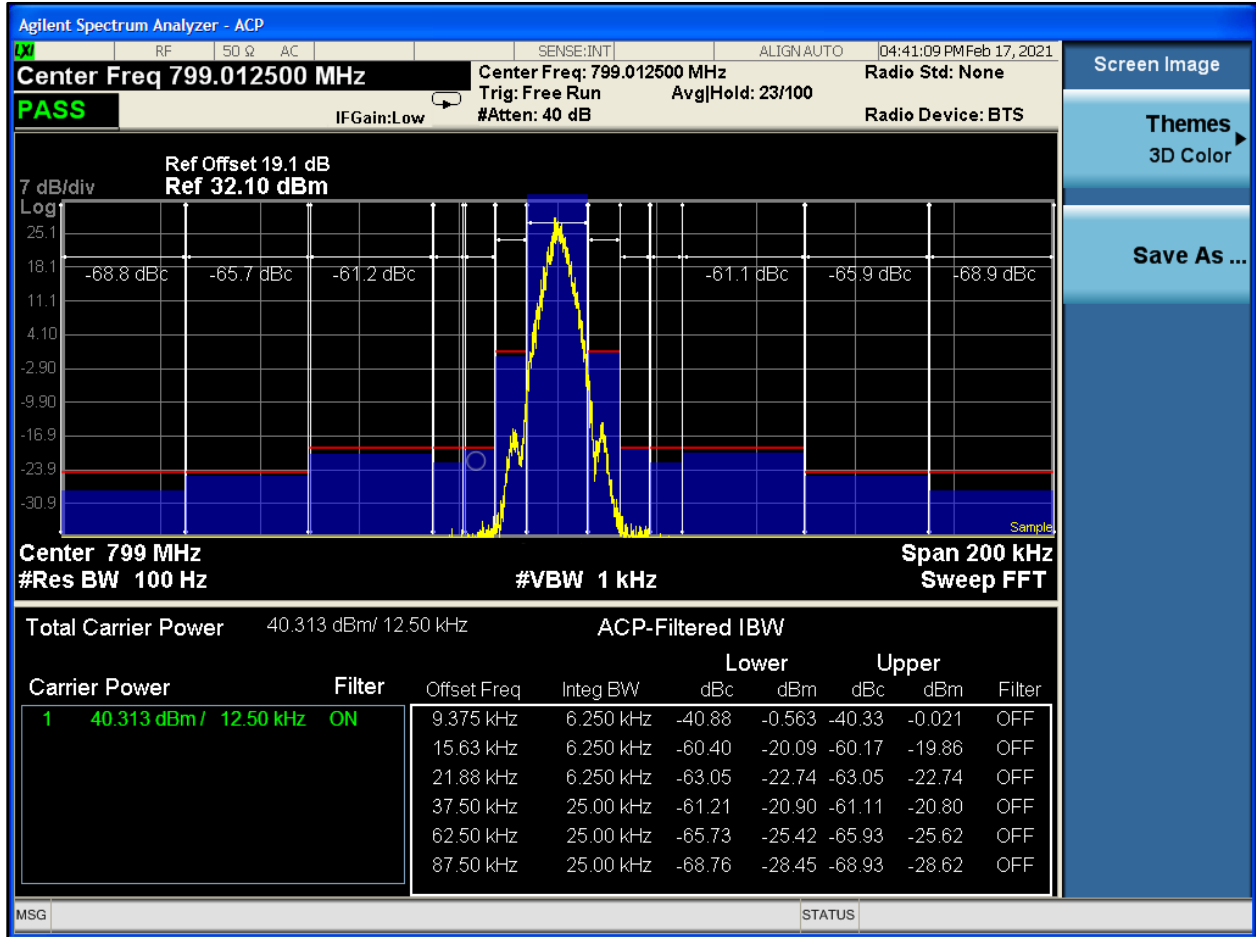 Agilent Spectrum Analyzer - ACP
LXI RF 50 Ω AC SENSE:INT ALIGN AUTO 04:41:09 PM Feb 17, 2021
Center Freq 799.012500 MHz
Center Freq: 799.012500 MHz
Radio Std: None
Trig: Free Run Avg|Hold: 23/100
PASS
IFGain:Low
#Atten: 40 dB
Radio Device: BTS
Screen Image
Themes
3D Color
Save As ...
Ref Offset 19.1 dB
7 dB/div Ref 32.10 dBm
Log
25.1
18.1
11.1
4.10
-2.90
-9.90
-16.9
-23.9
-30.9
-68.8 dBc -65.7 dBc -61.2 dBc -61.1 dBc -65.9 dBc -68.9 dBc
Sample
Center 799 MHz Span 200 kHz
#Res BW 100 Hz #VBW 1 kHz Sweep FFT
Total Carrier Power 40.313 dBm/ 12.50 kHz ACP-Filtered IBW
Lower Upper
Carrier Power Filter Offset Freq Integ BW dBc dBm dBc dBm Filter
1 40.313 dBm / 12.50 kHz ON
9.375 kHz 6.250 kHz -40.88 -0.563 -40.33 -0.021 OFF
15.63 kHz 6.250 kHz -60.40 -20.09 -60.17 -19.86 OFF
21.88 kHz 6.250 kHz -63.05 -22.74 -63.05 -22.74 OFF
37.50 kHz 25.00 kHz -61.21 -20.90 -61.11 -20.80 OFF
62.50 kHz 25.00 kHz -65.73 -25.42 -65.93 -25.62 OFF
87.50 kHz 25.00 kHz -68.76 -28.45 -68.93 -28.62 OFF
MSG STATUS